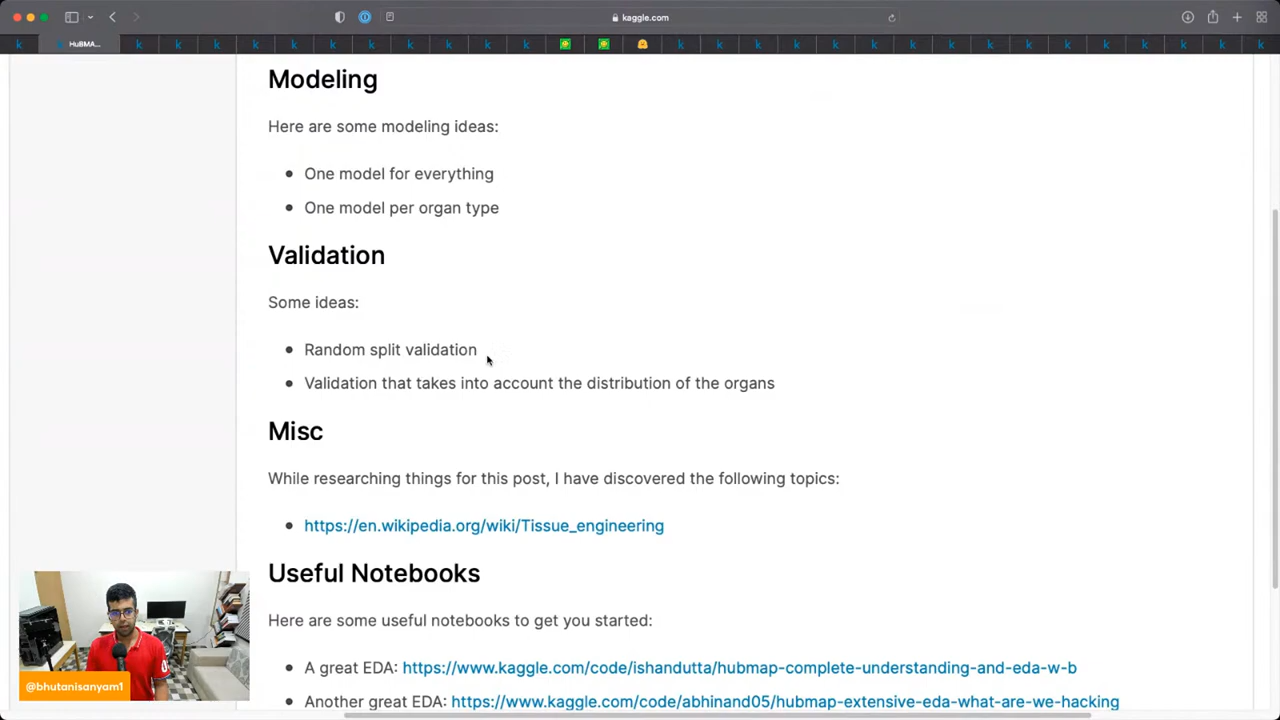 kaggle.com
HuBMA...
Modeling
Here are some modeling ideas:
One model for everything
One model per organ type
Validation
Some ideas:
Random split validation
Validation that takes into account the distribution of the organs
Misc
While researching things for this post, I have discovered the following topics:
https://en.wikipedia.org/wiki/Tissue_engineering
Useful Notebooks
Here are some useful notebooks to get you started:
A great EDA: https://www.kaggle.com/code/ishandutta/hubmap-complete-understanding-and-eda-w-b
Another great EDA: https://www.kaggle.com/code/abhinand05/hubmap-extensive-eda-what-are-we-hacking
@bhutanisanyam1